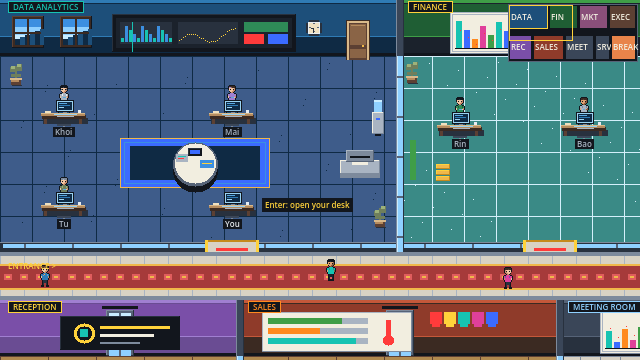 DATA ANALYTICS
FINANCE
DATA
FIN
MKT
EXEC
REC
SALES
MEET
SRV
BREAK
Khoi
Mai
Rin
Bao
Tu
You
Enter: open your desk
RECEPTION
SALES
MEETING ROOM